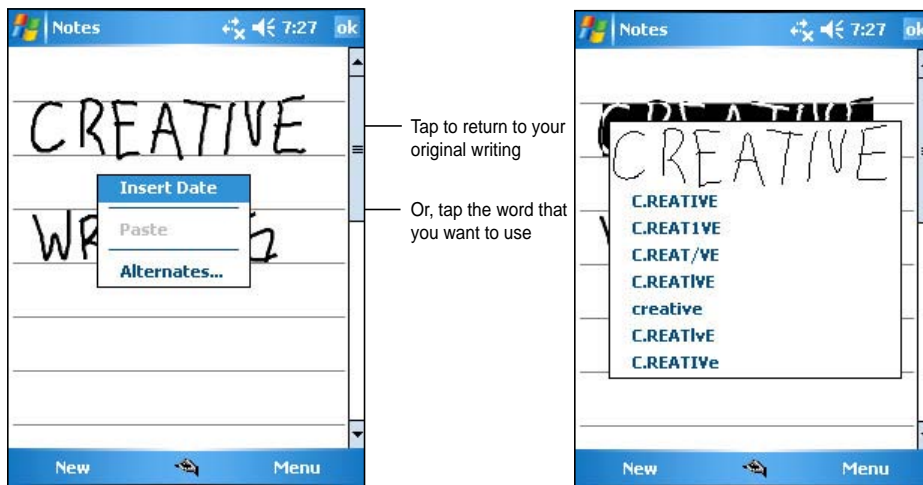 Notes 7:27 ok
CREATIVE
Insert Date
Paste
Alternates...
New Menu
Tap to return to your
original writing
Or, tap the word that
you want to use
Notes 7:27 ok
CREATIVE
C.REATIVE
C.REAT1VE
C.REAT/VE
C.REATlVE
creative
C.REATlvE
C.REATIVe
New Menu